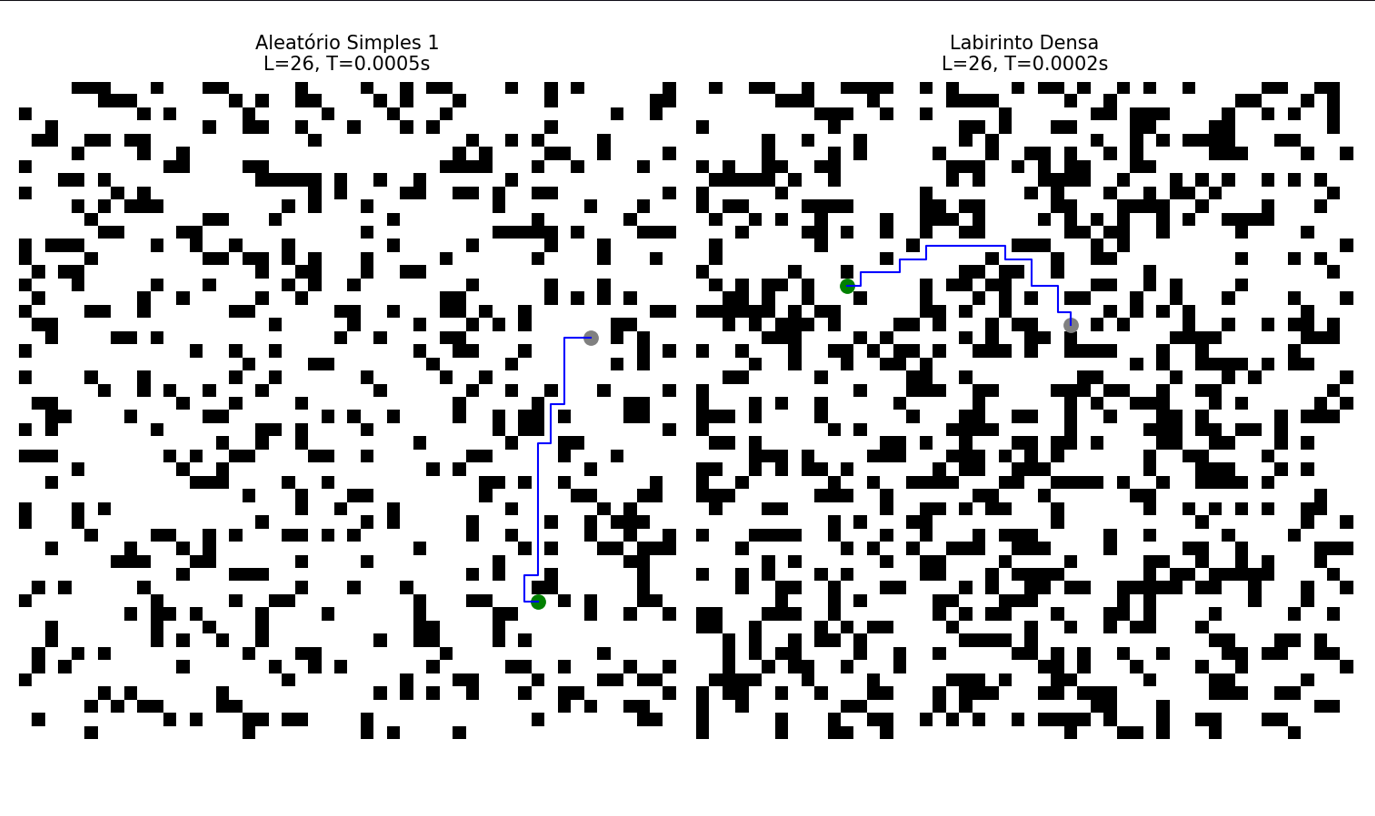 Aleatório Simples 1
L=26, T=0.0005s
Labirinto Densa
L=26, T=0.0002s